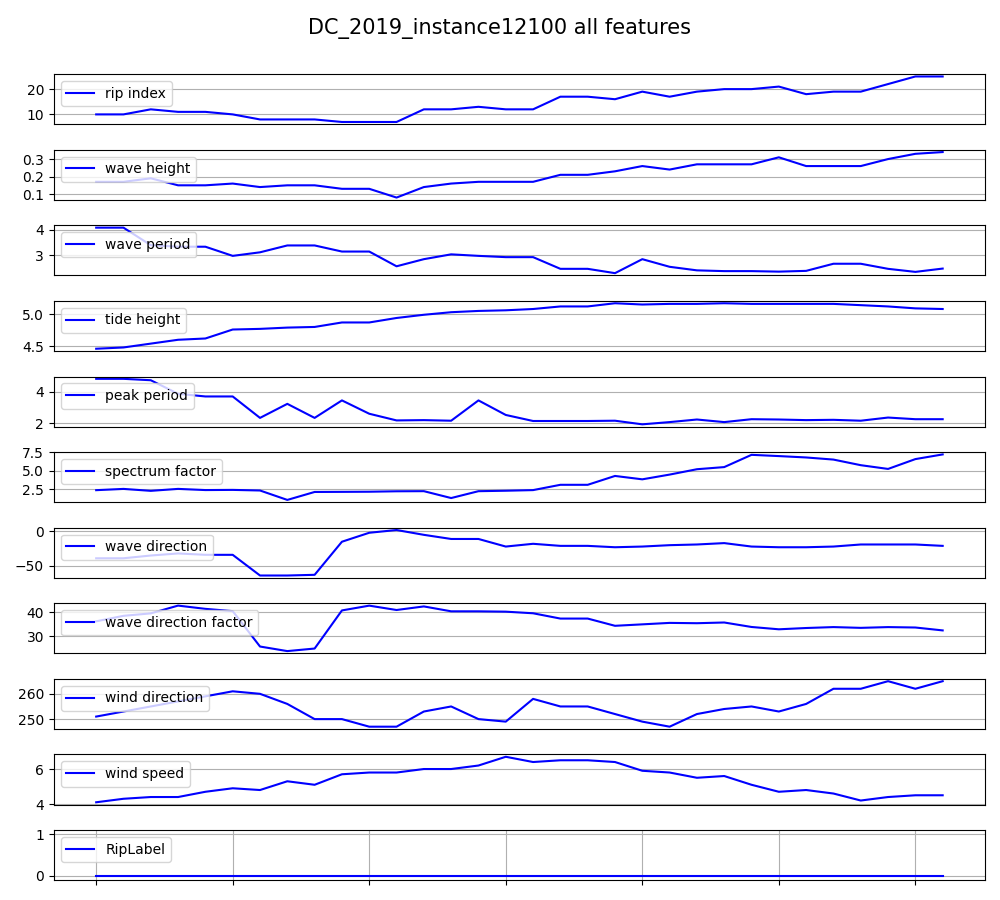 DC_2019_instance12100 all features
20
10
rip index
0.3
0.2
0.1
wave height
4
3
wave period
5.0
4.5
tide height
4
2
peak period
7.5
5.0
2.5
spectrum factor
0
−50
wave direction
40
30
wave direction factor
260
250
wind direction
6
4
wind speed
1
0
RipLabel